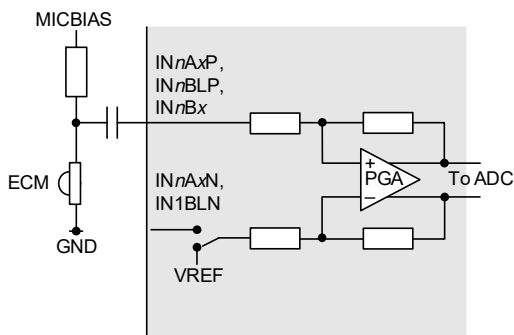 MICBIAS
INnAxP,
INnBLP,
INnBx
+
PGA
To ADC
ECM
INnAxN,
IN1BLN
−
GND
VREF